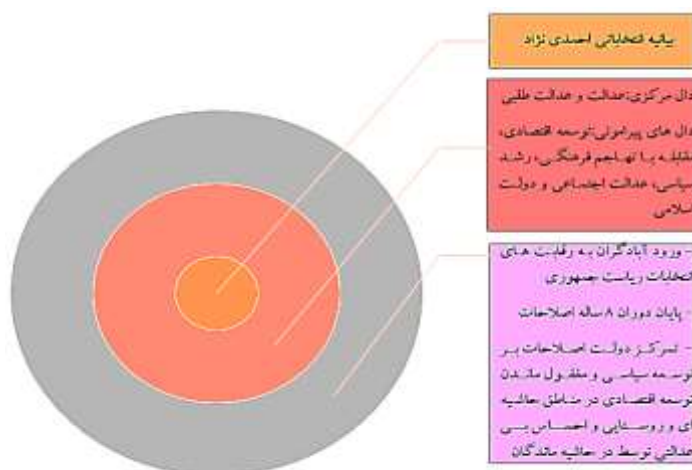 بیانیه انتخاباتی احمدی نژاد
دال مرکزی:عدالت و عدالت طلبی
دال های پیرامونی:توسعه اقتصادی،
مقابله با تهاجم فرهنگی، رشد
سیاسی، عدالت اجتماعی و دولت
اسلامی
- ورود آبادگران به رقابت های
انتخابات ریاست جمهوری
- پایان دوران ۸ ساله اصلاحات
- تمرکز دولت اصلاحات بر
توسعه سیاسی و مغفول ماندن
توسعه اقتصادی در مناطق حاشیه
ای و روستایی و احساس بی
عدالتی توسط در حاشیه ماندگان